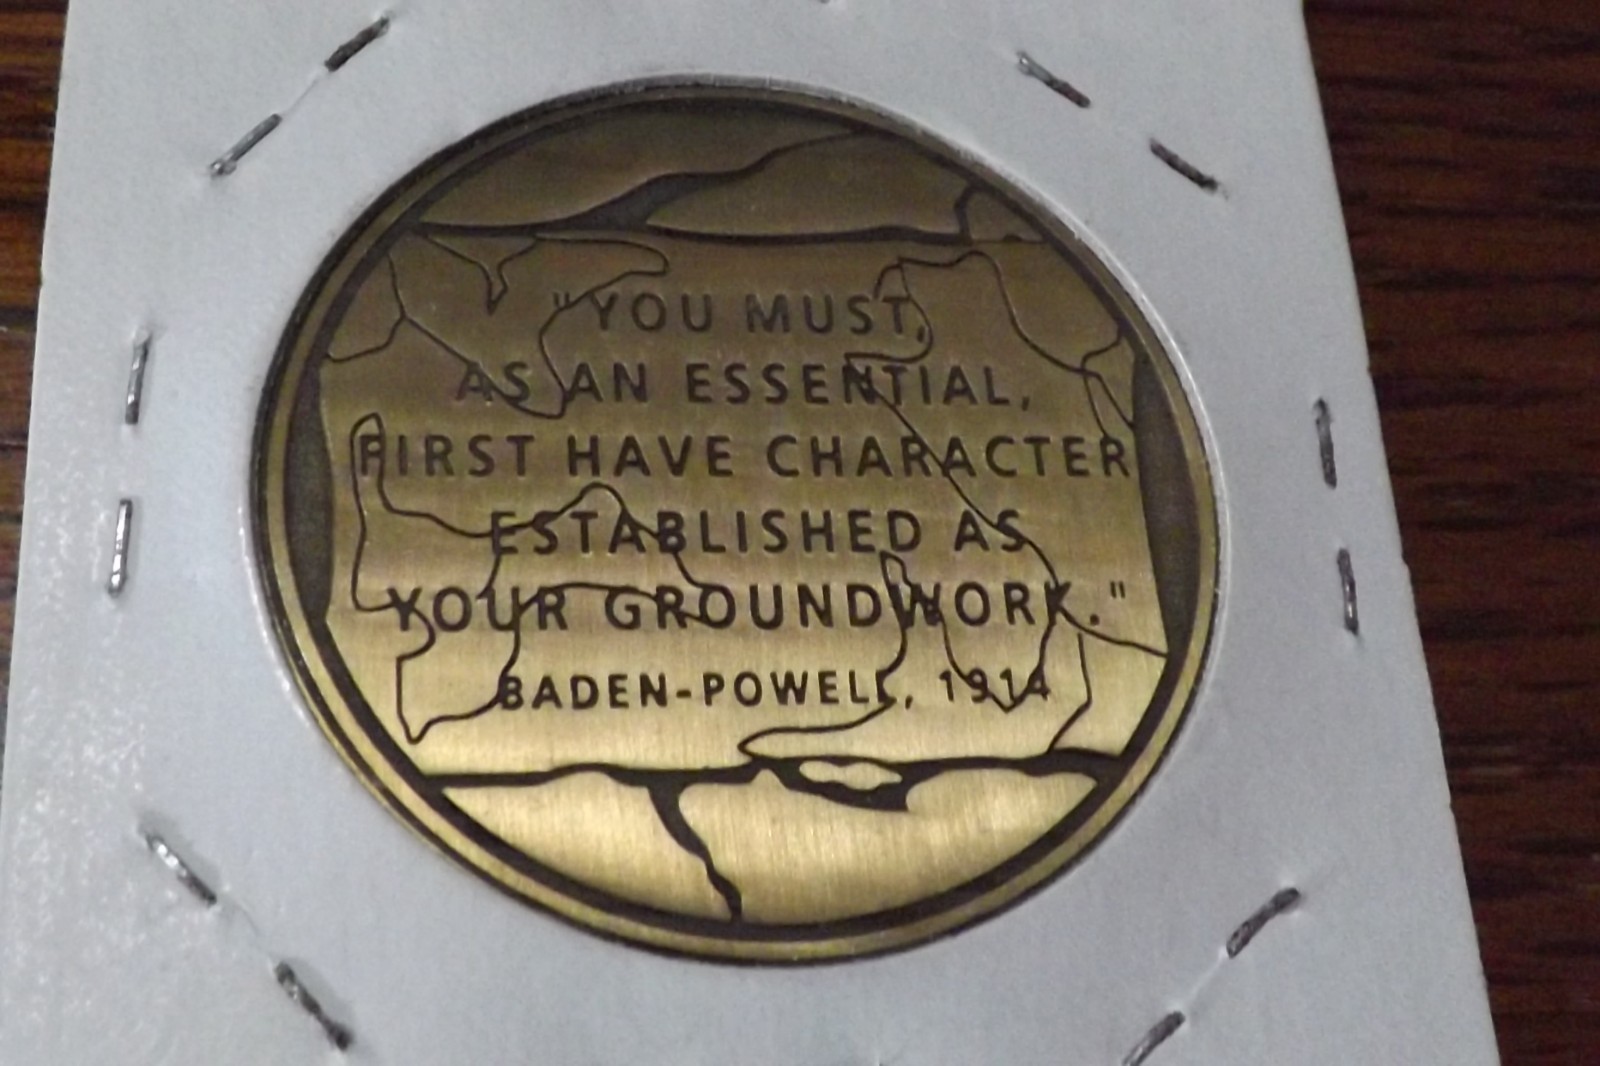 "YOU MUST,
AS AN ESSENTIAL,
FIRST HAVE CHARACTER
ESTABLISHED AS
YOUR GROUNDWORK."
BADEN-POWELL, 1914